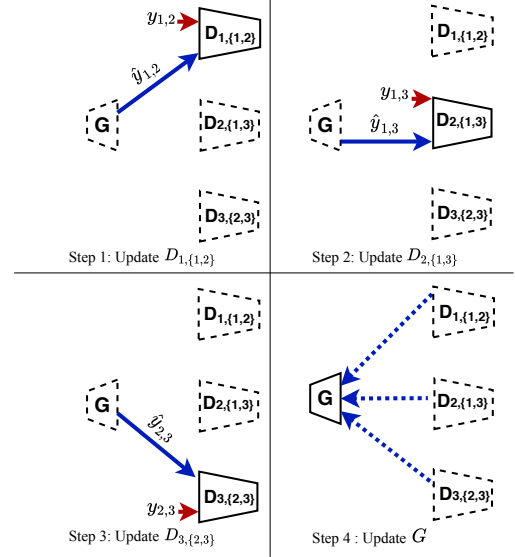 y₁,₂
D₁,{1,2}
ŷ₁,₂
G
D2,{1,3}
D3,{2,3}
Step 1: Update D₁,{1,2}
D₁,{1,2}
y₁,₃
ŷ₁,₃
G
D2,{1,3}
D3,{2,3}
Step 2: Update D₂,{1,3}
D₁,{1,2}
G
D2,{1,3}
ŷ₂,₃
D3,{2,3}
y₂,₃
Step 3: Update D₃,{2,3}
D₁,{1,2}
G
D2,{1,3}
D3,{2,3}
Step 4 : Update G